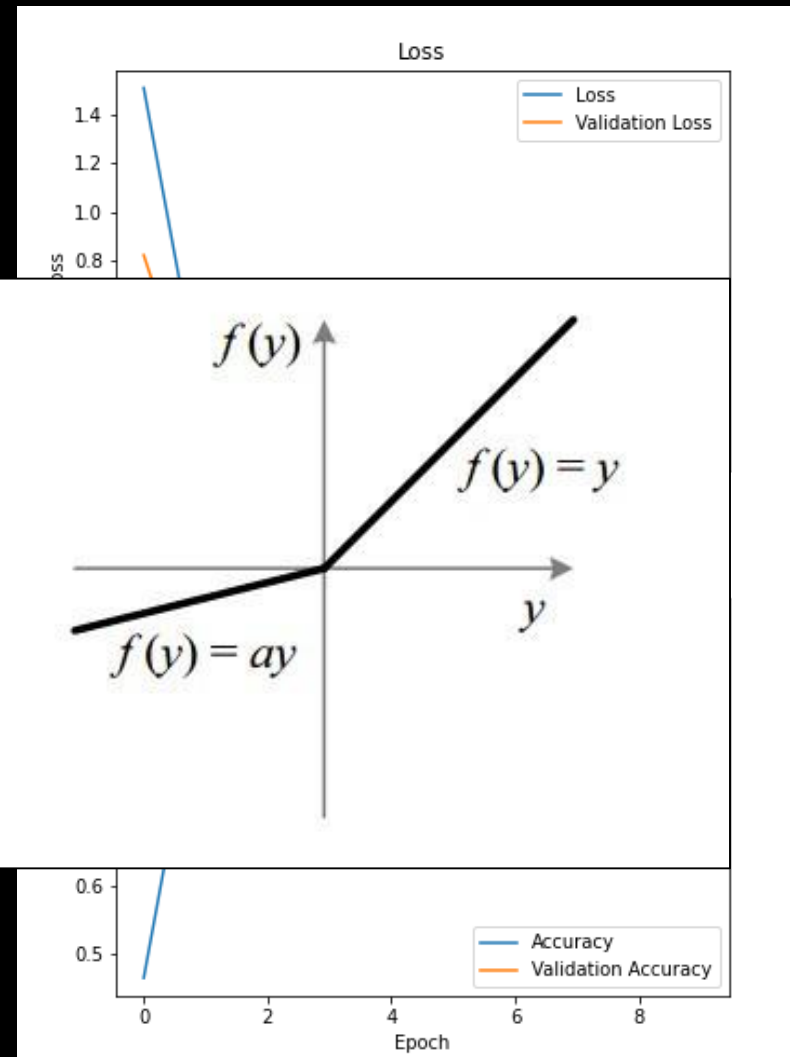 Loss
Loss
Validation Loss
1.4
1.2
1.0
0.8
f(y)
f(y) = y
y
f(y) = ay
0.6
0.5
Accuracy
Validation Accuracy
0 2 4 6 8
Epoch